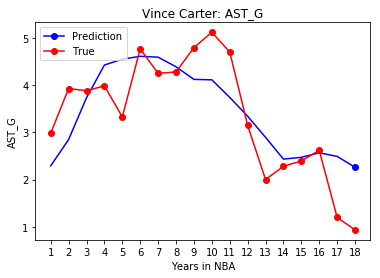 Vince Carter: AST_G
Prediction
True
AST_G
5
4
3
2
1
1 2 3 4 5 6 7 8 9 10 11 12 13 14 15 16 17 18
Years in NBA